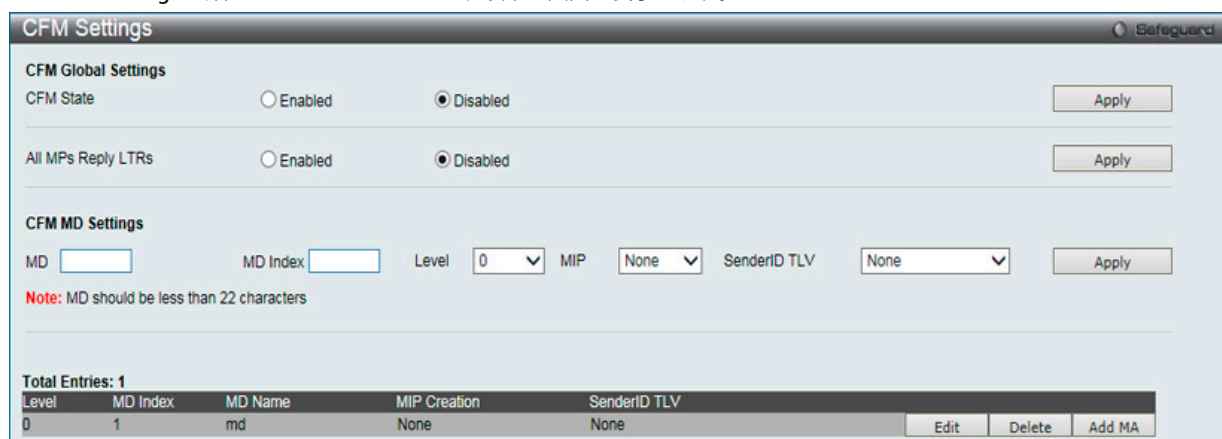 CFM Settings
Safeguard
CFM Global Settings
CFM State Enabled Disabled Apply
All MPs Reply LTRs Enabled Disabled Apply
CFM MD Settings
MD MD Index Level 0 MIP None SenderID TLV None Apply
Note: MD should be less than 22 characters
Total Entries: 1
Level MD Index MD Name MIP Creation SenderID TLV
0 1 md None None Edit Delete Add MA